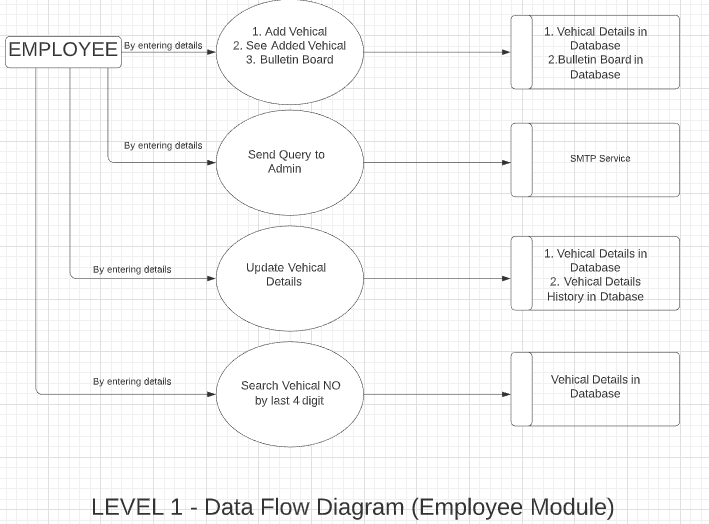 EMPLOYEE
By entering details
1. Add Vehical
2. See Added Vehical
3. Bulletin Board
1. Vehical Details in
Database
2.Bulletin Board in
Database
By entering details
Send Query to
Admin
SMTP Service
By entering details
Update Vehical
Details
1. Vehical Details in
Database
2. Vehical Details
History in Dtabase
By entering details
Search Vehical NO
by last 4 digit
Vehical Details in
Database
LEVEL 1 - Data Flow Diagram (Employee Module)